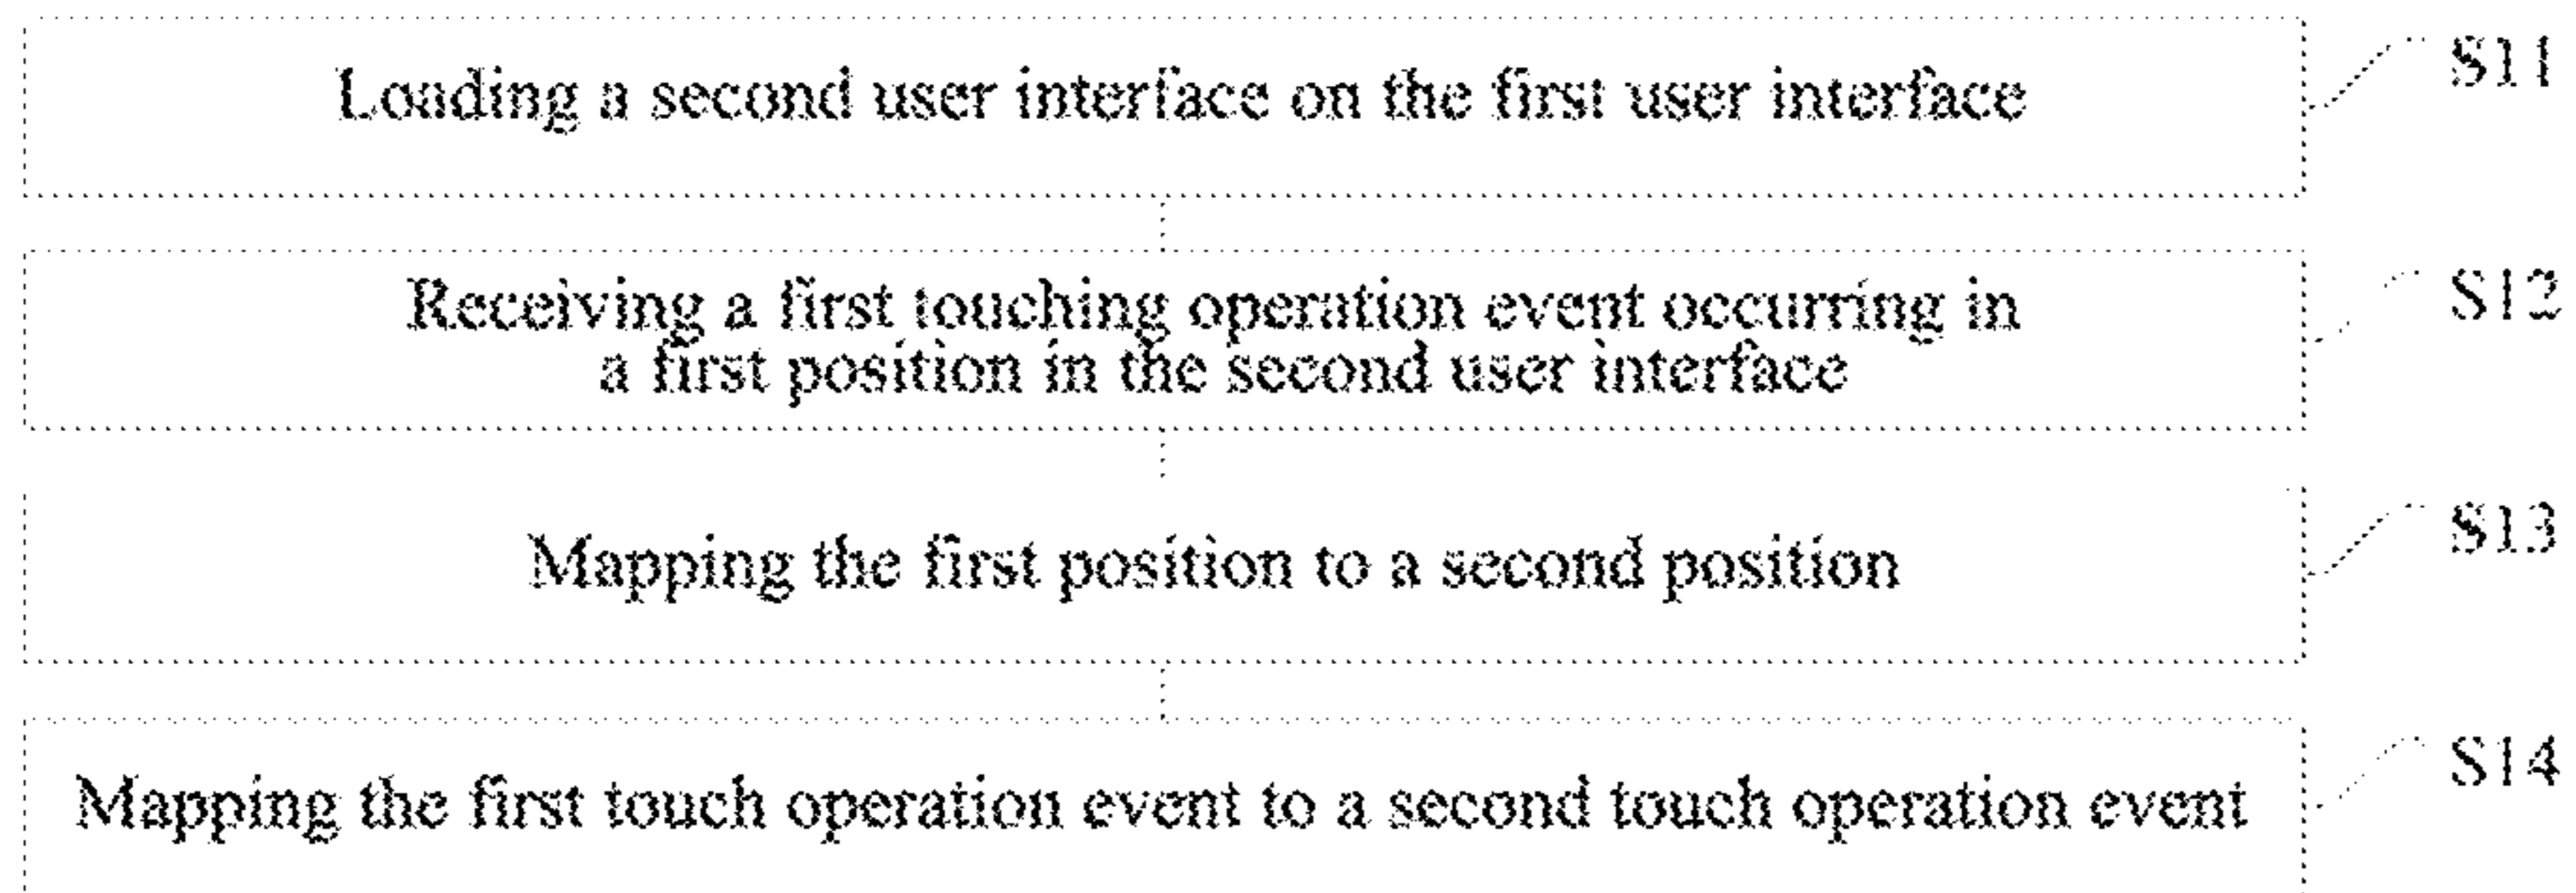 Loading a second user interface on the first user interface
S11
Receiving a first touching operation event occurring in
a first position in the second user interface
S12
Mapping the first position to a second position
S13
Mapping the first touch operation event to a second touch operation event
S14